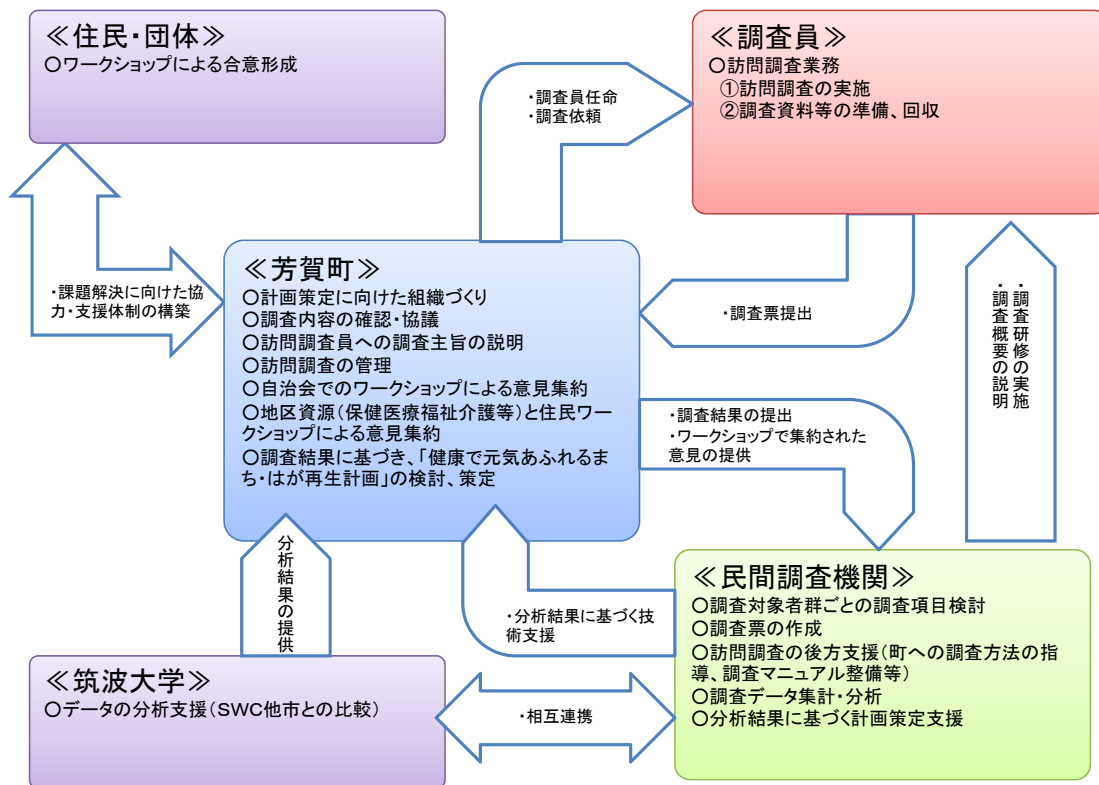 ≪住民・団体≫
○ワークショップによる合意形成
・調査員任命
・調査依頼
≪調査員≫
○訪問調査業務
①訪問調査の実施
②調査資料等の準備、回収
・課題解決に向けた協
力・支援体制の構築
≪芳賀町≫
○計画策定に向けた組織づくり
○調査内容の確認・協議
○訪問調査員への調査主旨の説明
○訪問調査の管理
○自治会でのワークショップによる意見集約
○地区資源(保健医療福祉介護等)と住民ワー
クショップによる意見集約
○調査結果に基づき、「健康で元気あふれるま
ち・はが再生計画」の検討、策定
・調査票提出
・調査研修の実施
・調査概要の説明
・調査結果の提出
・ワークショップで集約された
意見の提供
分析結果の提供
・分析結果に基づく技
術支援
≪民間調査機関≫
○調査対象者群ごとの調査項目検討
○調査票の作成
○訪問調査の後方支援(町への調査方法の指
導、調査マニュアル整備等)
○調査データ集計・分析
○分析結果に基づく計画策定支援
≪筑波大学≫
○データの分析支援(SWC他市との比較)
・相互連携